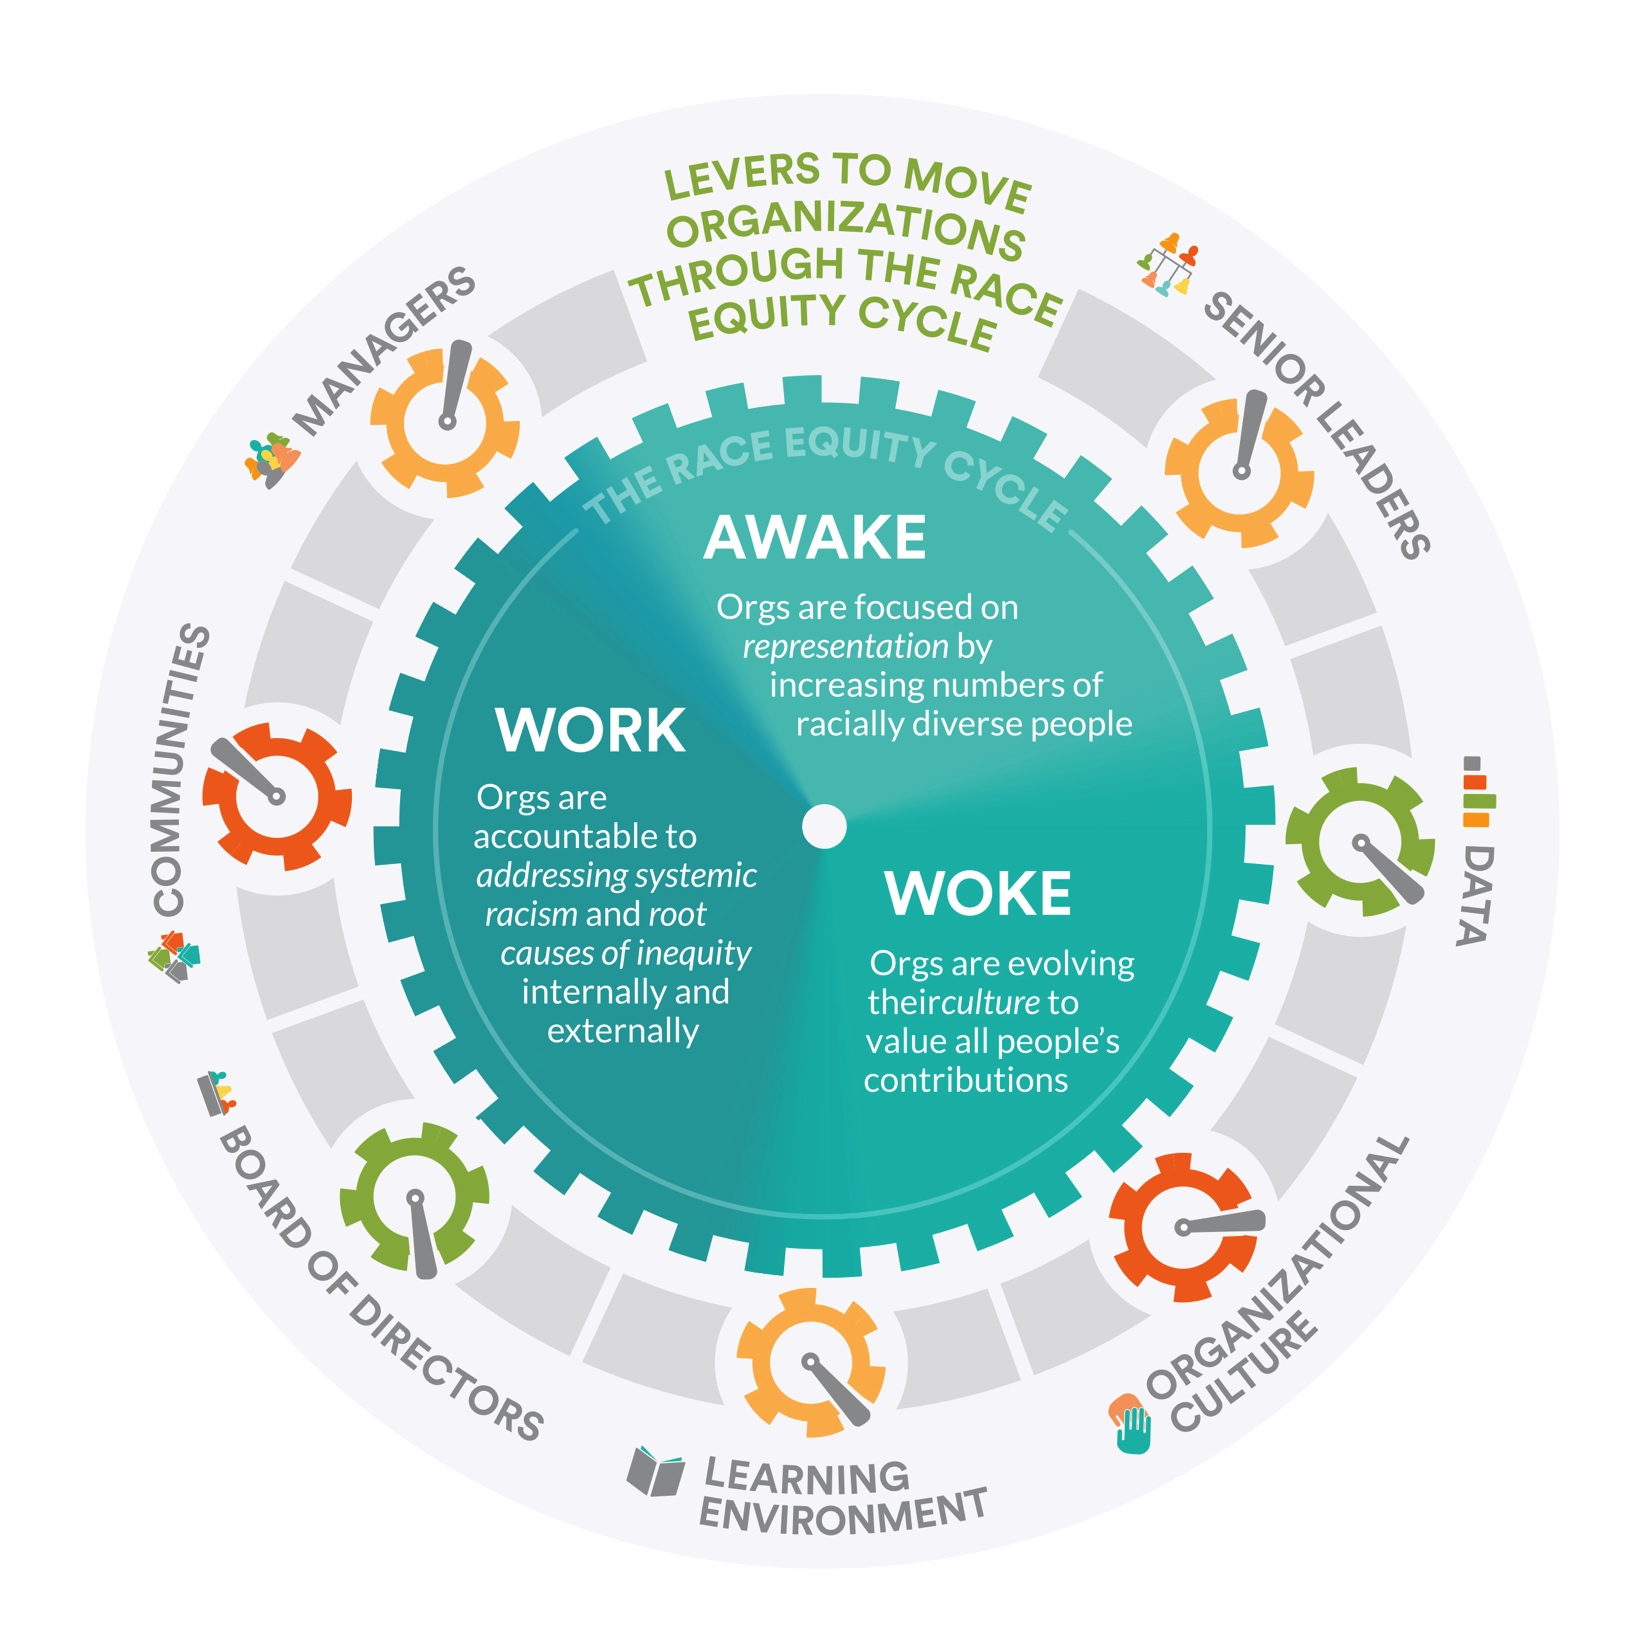 LEVERS TO MOVE
ORGANIZATIONS
THROUGH THE RACE
EQUITY CYCLE
SENIOR LEADERS
DATA
ORGANIZATIONAL
CULTURE
LEARNING
ENVIRONMENT
BOARD OF DIRECTORS
COMMUNITIES
MANAGERS
THE RACE EQUITY CYCLE
AWAKE
Orgs are focused on
representation by
increasing numbers of
racially diverse people
WOKE
Orgs are evolving
theirculture to
value all people’s
contributions
WORK
Orgs are
accountable to
addressing systemic
racism and root
causes of inequity
internally and
externally